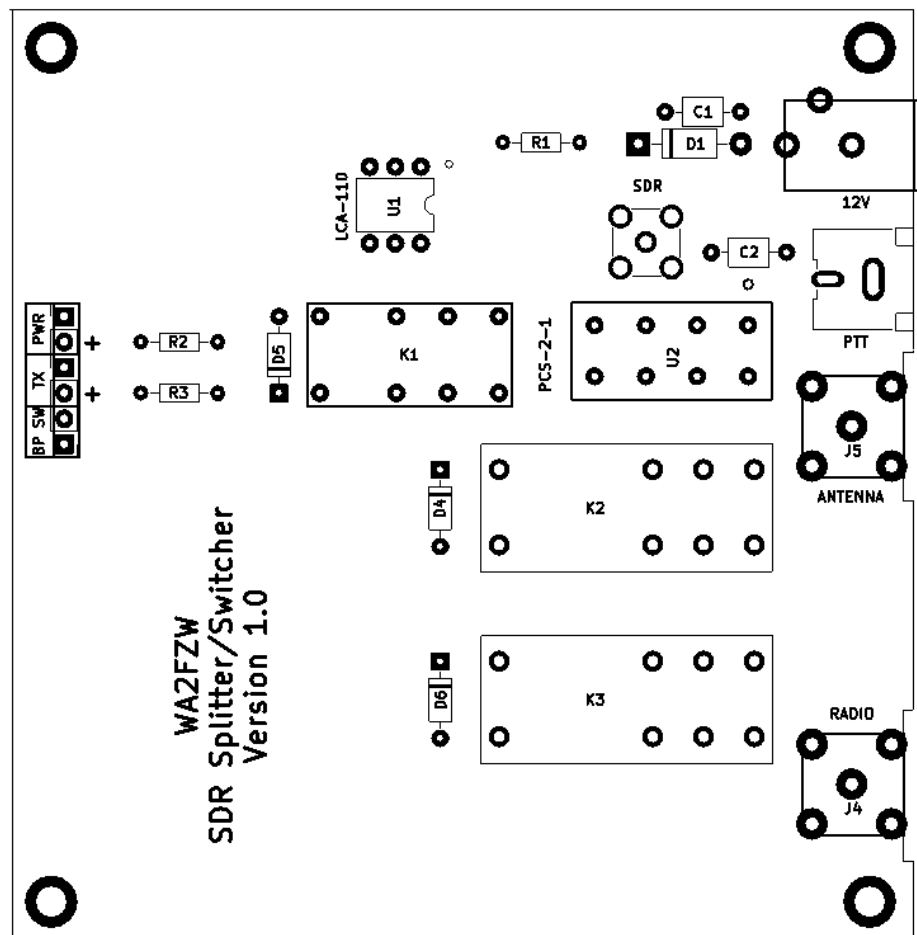 C1
R1
D1
SDR
12V
LCA-110
U1
C2
PTT
PWR
+
TX
+
BP SW
R2
R3
D5
K1
PCS-2-1
U2
J5
ANTENNA
D4
K2
WA2FZW
SDR Splitter/Switcher
Version 1.0
D6
K3
RADIO
J4